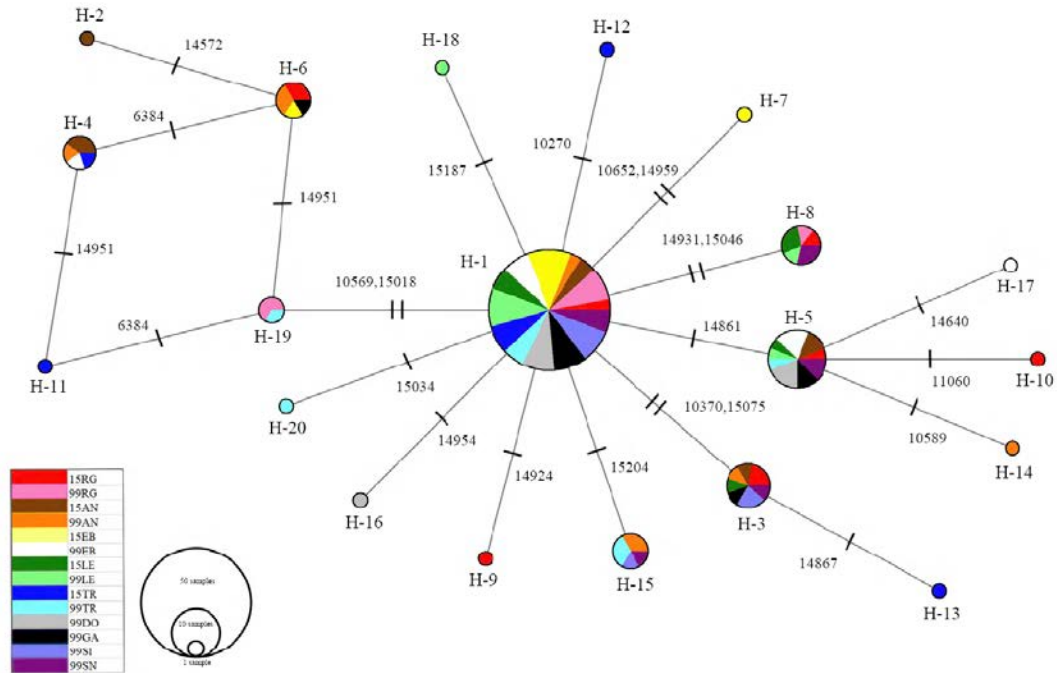 H-2
14572
H-6
6384
H-4
14951
14951
6384
H-19
H-11
10569,15018
H-1
H-18
15187
H-12
10270
10652,14959
H-7
14931,15046
H-8
14861
H-5
H-17
14640
H-10
11060
10589
H-14
10370,15075
H-3
14867
H-13
15204
H-15
14924
H-9
14954
H-16
15034
H-20
15RG
99RG
15AN
99AN
15EB
99EB
15LE
99LE
15TR
99TR
99DO
99GA
99SI
99SN
50 samples
10 samples
1 sample